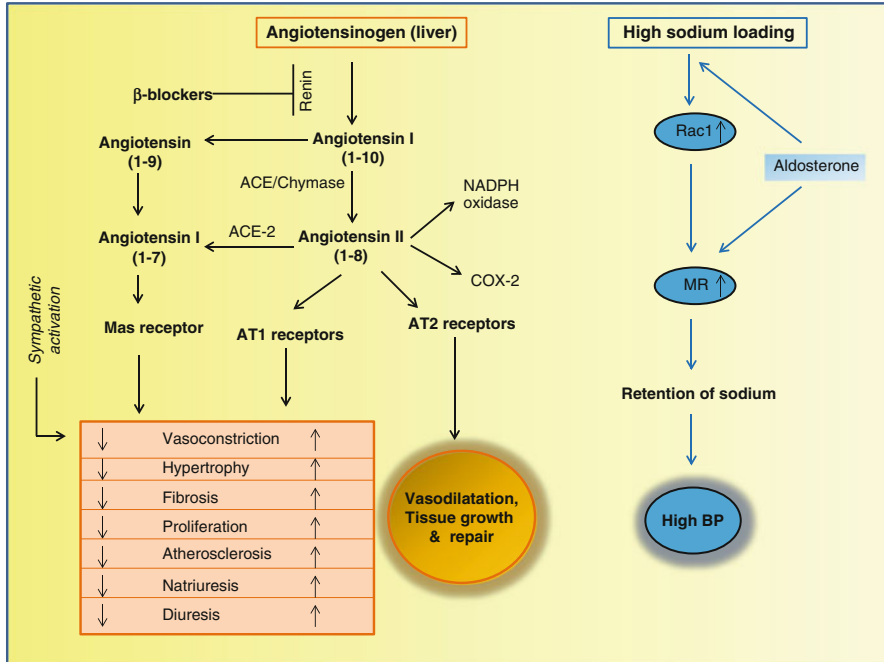 Angiotensinogen (liver)
High sodium loading
Renin
β-blockers
Rac1 ↑
Angiotensin
(1-9)
Angiotensin I
(1-10)
Aldosterone
ACE/Chymase
NADPH
oxidase
Angiotensin I
(1-7)
ACE-2
Angiotensin II
(1-8)
COX-2
MR ↑
Sympathetic
activation
Mas receptor
AT1 receptors
AT2 receptors
Retention of sodium
↓ Vasoconstriction ↑
↓ Hypertrophy ↑
↓ Fibrosis ↑
↓ Proliferation ↑
↓ Atherosclerosis ↑
↓ Natriuresis ↑
↓ Diuresis ↑
Vasodilatation,
Tissue growth
& repair
High BP